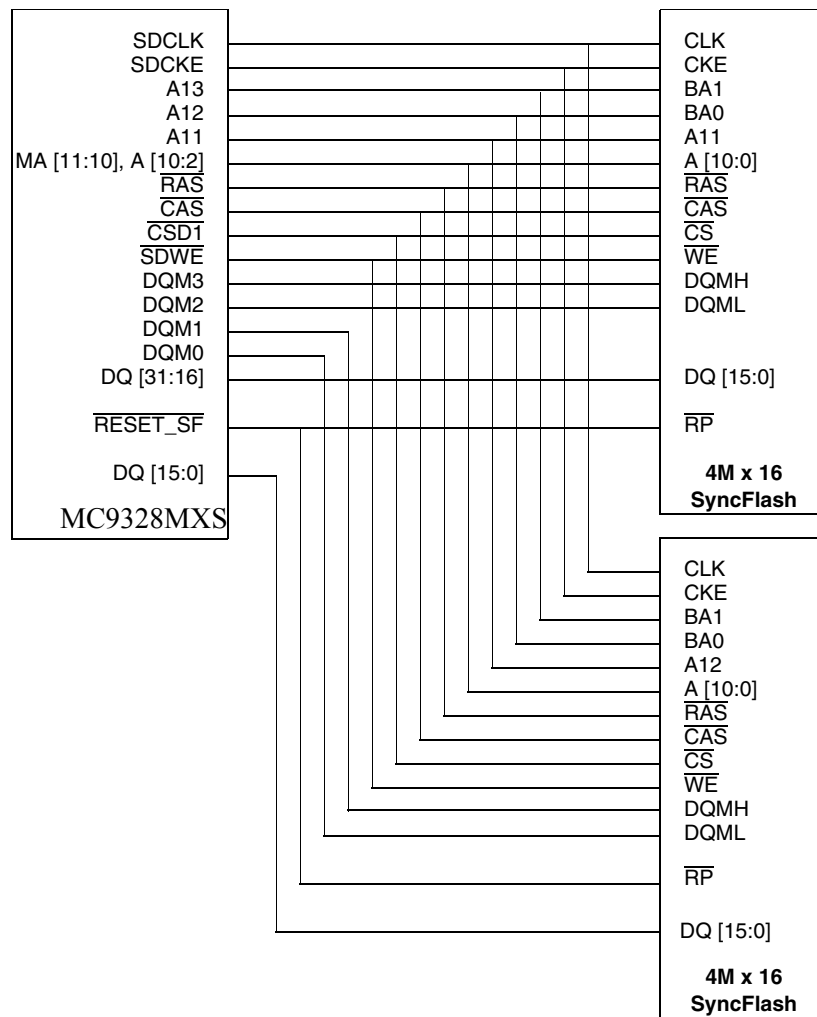 SDCLK
SDCKE
A13
A12
A11
MA [11:10], A [10:2]
RAS
CAS
CSD1
SDWE
DQM3
DQM2
DQM1
DQM0
DQ [31:16]
RESET_SF
DQ [15:0]
MC9328MXS
CLK
CKE
BA1
BA0
A11
A [10:0]
RAS
CAS
CS
WE
DQMH
DQML
DQ [15:0]
RP
4M x 16
SyncFlash
CLK
CKE
BA1
BA0
A12
A [10:0]
RAS
CAS
CS
WE
DQMH
DQML
RP
DQ [15:0]
4M x 16
SyncFlash